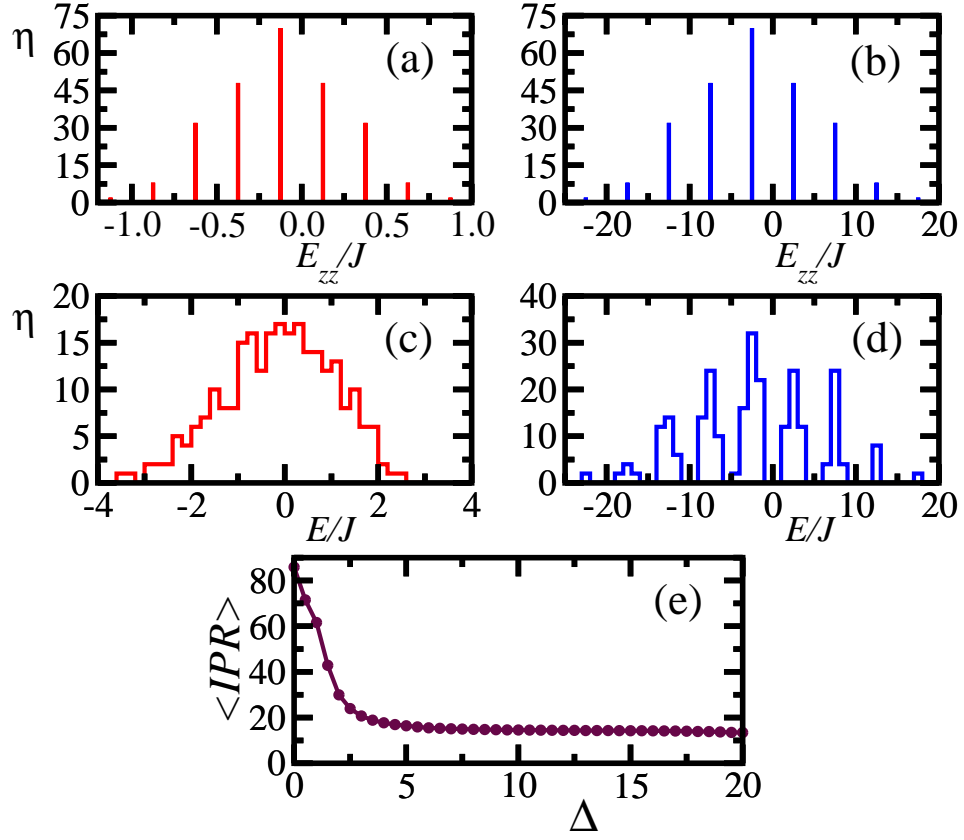 η 75 60 45 30 15 0 (a)
-1.0 -0.5 0.0 0.5 1.0
E_zz/J
75 60 45 30 15 0 (b)
-20 -10 0 10 20
E_zz/J
η 20 15 10 5 0 (c)
-4 -2 0 2 4
E/J
40 30 20 10 0 (d)
-20 -10 0 10 20
E/J
<IPR> 80 60 40 20 0 (e)
0 5 10 15 20
Δ